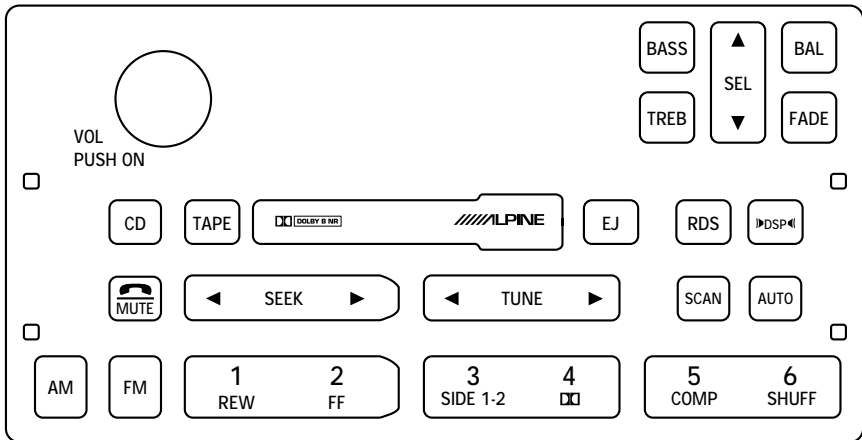 BASS
SEL
BAL
TREB
FADE
VOL
PUSH ON
CD
TAPE
DOLBY B NR
ALPINE
EJ
RDS
DSP
MUTE
SEEK
TUNE
SCAN
AUTO
AM
FM
1
REW
2
FF
3
SIDE 1-2
4
5
COMP
6
SHUFF